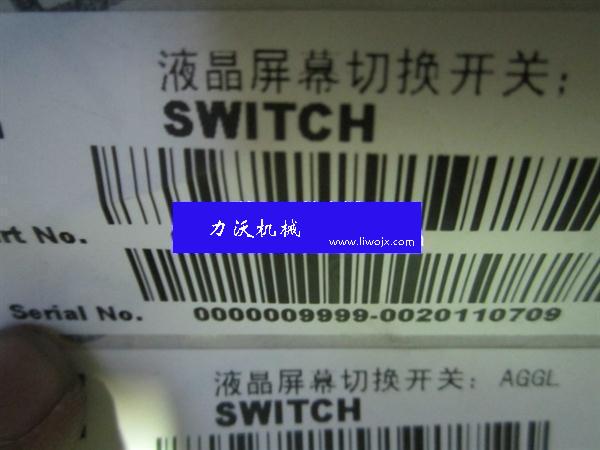 液晶屏幕切换开关;
SWITCH
力沃机械
www.liwojx.com
rt No.
Serial No. 0000009999-0020110709
液晶屏幕切换开关: AGGL
SWITCH